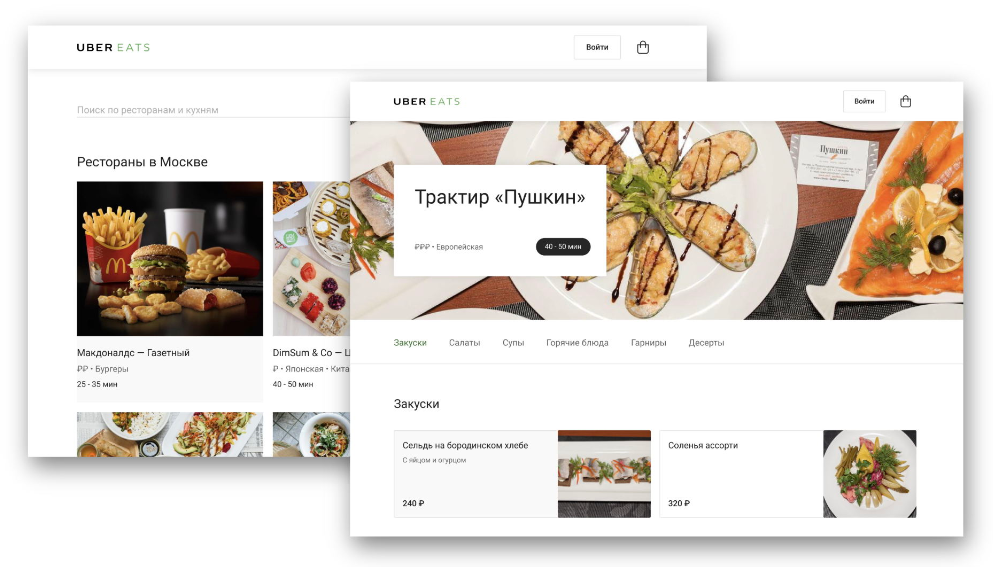 UBER EATS
Войти
Поиск по ресторанам и кухням
Рестораны в Москве
Макдоналдс — Газетный
₽₽ • Бургеры
25 - 35 мин
DimSum & Co — Ц
₽ • Японская • Кита
40 - 50 мин
UBER EATS
Войти
Пушкин
Трактир «Пушкин»
₽₽₽ • Европейская
40 - 50 мин
Закуски
Салаты
Супы
Горячие блюда
Гарниры
Десерты
Закуски
Сельдь на бородинском хлебе
С яйцом и огурцом
240 ₽
Соленья ассорти
320 ₽